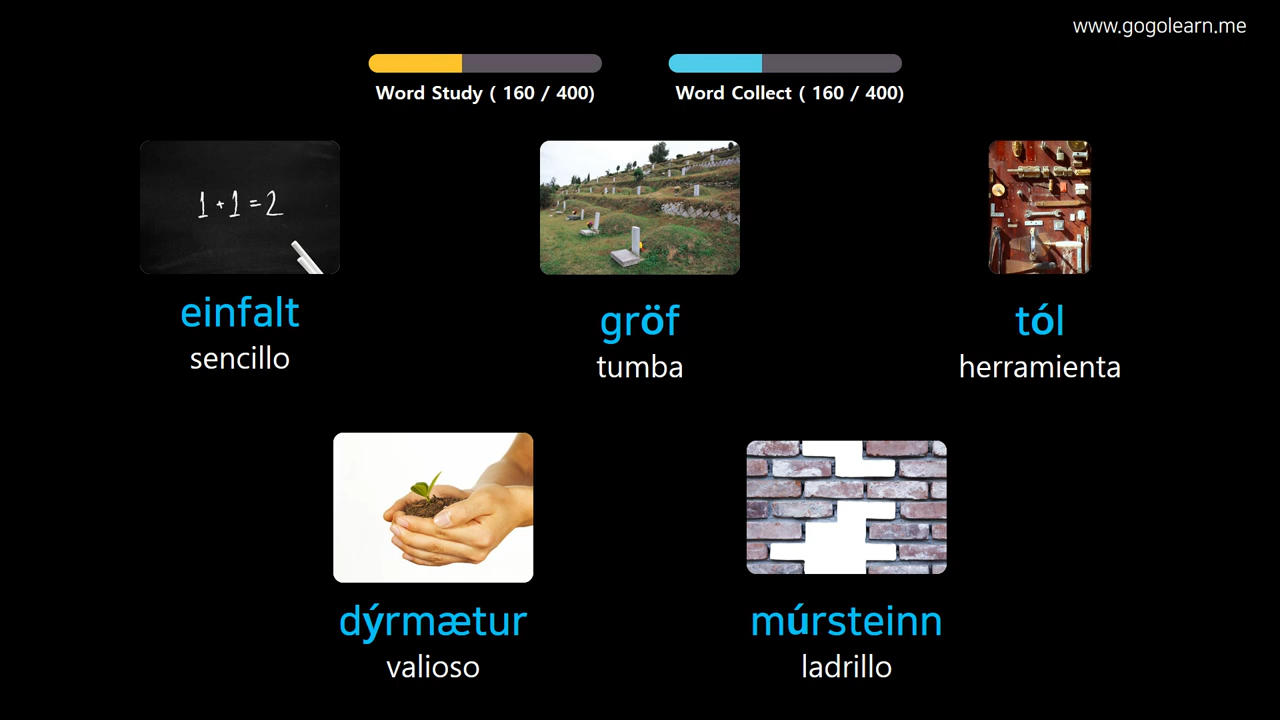 www.gogolearn.me
Word Study ( 160 / 400)
Word Collect ( 160 / 400)
1 + 1 = 2
einfalt
sencillo
gröf
tumba
tól
herramienta
dýrmætur
valioso
múrsteinn
ladrillo